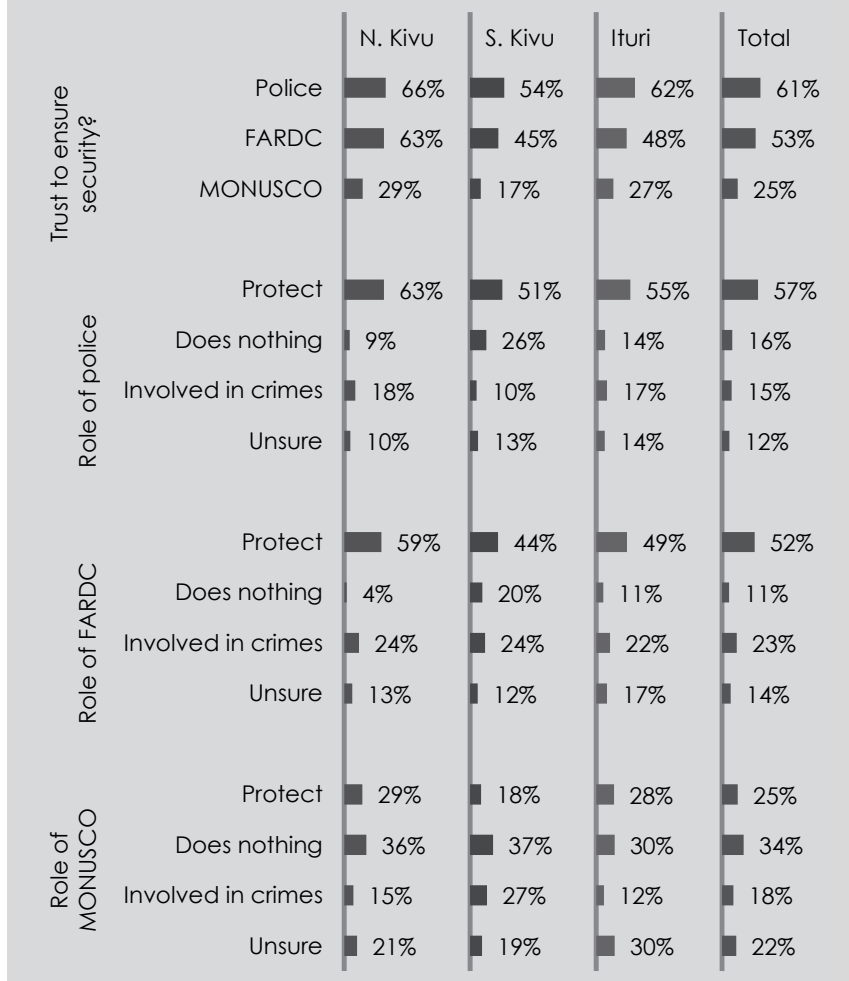 N. Kivu S. Kivu Ituri Total
Trust to ensure
security?
Police 66% 54% 62% 61%
FARDC 63% 45% 48% 53%
MONUSCO 29% 17% 27% 25%
Role of police
Protect 63% 51% 55% 57%
Does nothing 9% 26% 14% 16%
Involved in crimes 18% 10% 17% 15%
Unsure 10% 13% 14% 12%
Role of FARDC
Protect 59% 44% 49% 52%
Does nothing 4% 20% 11% 11%
Involved in crimes 24% 24% 22% 23%
Unsure 13% 12% 17% 14%
Role of
MONUSCO
Protect 29% 18% 28% 25%
Does nothing 36% 37% 30% 34%
Involved in crimes 15% 27% 12% 18%
Unsure 21% 19% 30% 22%